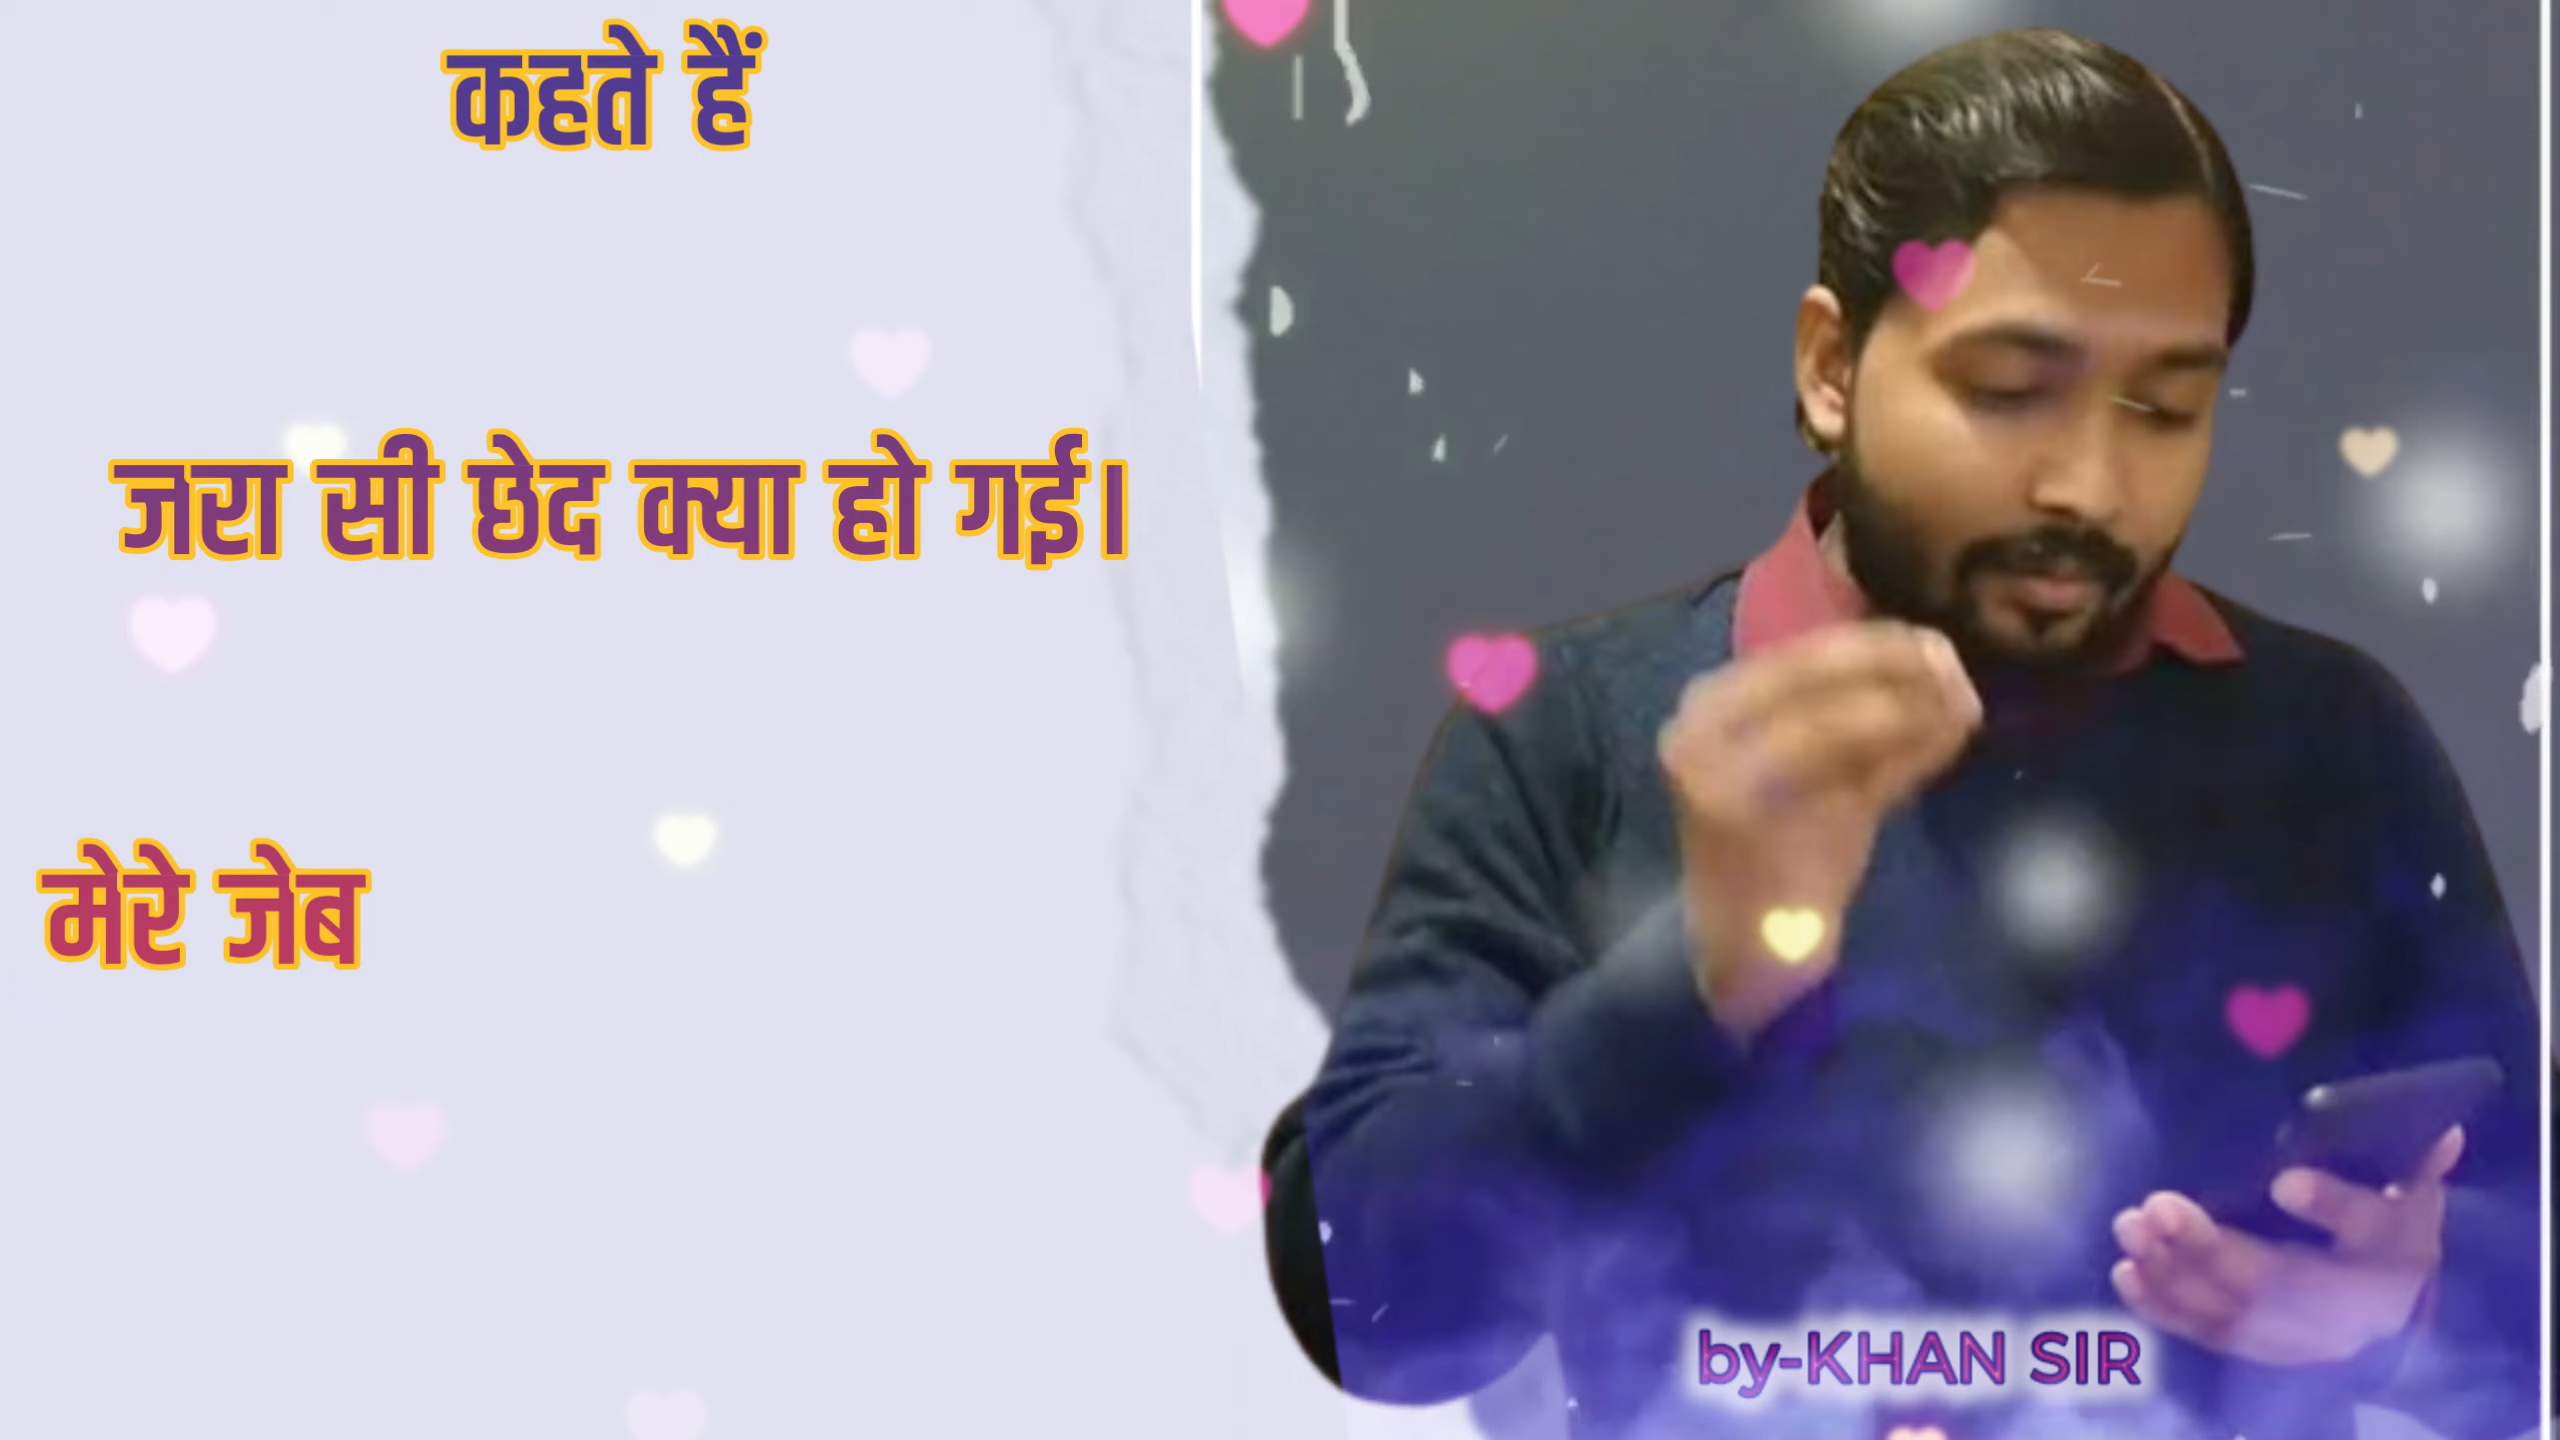 कहते हैं
जरा सी छेद क्या हो गई।
मेरे जेब
by-KHAN SIR